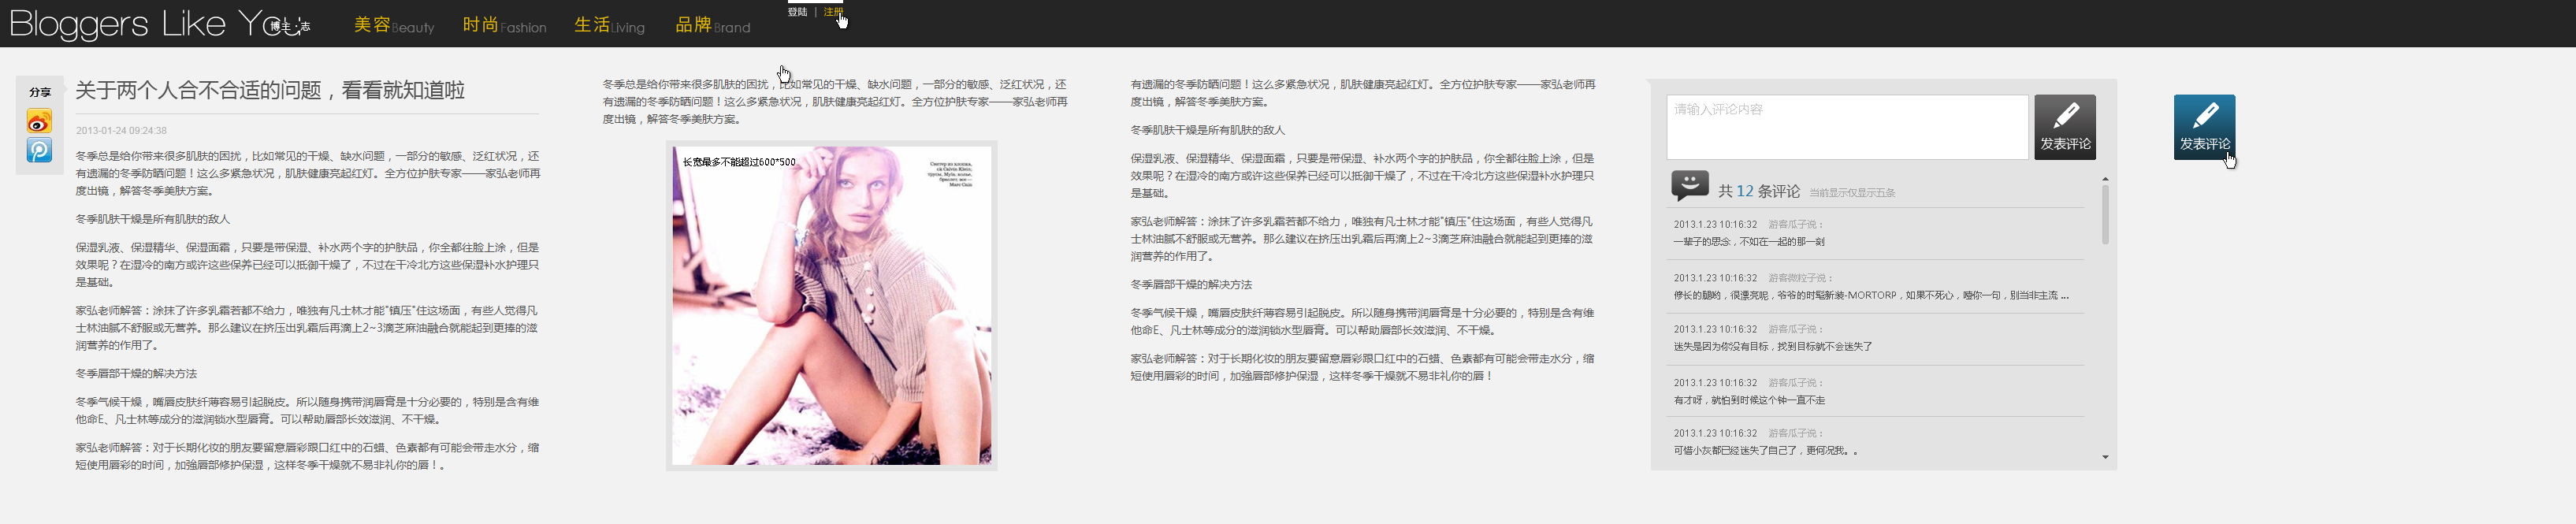 Bloggers Like You
博主·志
美容Beauty
时尚Fashion
生活Living
品牌Brand
登陆 | 注册
分享
关于两个人合不合适的问题，看看就知道啦
2013-01-24 09:24:38
冬季总是给你带来很多肌肤的困扰，比如常见的干燥、缺水问题，一部分的敏感、泛红状况，还
有遗漏的冬季防晒问题！这么多紧急状况，肌肤健康亮起红灯。全方位护肤专家——家弘老师再
度出镜，解答冬季美肤方案。
冬季肌肤干燥是所有肌肤的敌人
保湿乳液、保湿精华、保湿面霜，只要是带保湿、补水两个字的护肤品，你全都往脸上涂，但是
效果呢？在湿冷的南方或许这些保养已经可以抵御干燥了，不过在干冷北方这些保湿补水护理只
是基础。
家弘老师解答：涂抹了许多乳霜若都不给力，唯独有凡士林才能"镇压"住这场面，有些人觉得凡
士林油腻不舒服或无营养。那么建议在挤压出乳霜后再滴上2~3滴芝麻油融合就能起到更捧的滋
润营养的作用了。
冬季唇部干燥的解决方法
冬季气候干燥，嘴唇皮肤纤薄容易引起脱皮。所以随身携带润唇膏是十分必要的，特别是含有维
他命E、凡士林等成分的滋润锁水型唇膏。可以帮助唇部长效滋润、不干燥。
家弘老师解答：对于长期化妆的朋友要留意唇彩跟口红中的石蜡、色素都有可能会带走水分，缩
短使用唇彩的时间，加強唇部修护保湿，这样冬季干燥就不易非礼你的唇！。
冬季总是给你带来很多肌肤的困扰，比如常见的干燥、缺水问题，一部分的敏感、泛红状况，还
有遗漏的冬季防晒问题！这么多紧急状况，肌肤健康亮起红灯。全方位护肤专家——家弘老师再
度出镜，解答冬季美肤方案。
长宽最多不能超过600*500
有遗漏的冬季防晒问题！这么多紧急状况，肌肤健康亮起红灯。全方位护肤专家——家弘老师再
度出镜，解答冬季美肤方案。
冬季肌肤干燥是所有肌肤的敌人
保湿乳液、保湿精华、保湿面霜，只要是带保湿、补水两个字的护肤品，你全都往脸上涂，但是
效果呢？在湿冷的南方或许这些保养已经可以抵御干燥了，不过在干冷北方这些保湿补水护理只
是基础。
家弘老师解答：涂抹了许多乳霜若都不给力，唯独有凡士林才能"镇压"住这场面，有些人觉得凡
士林油腻不舒服或无营养。那么建议在挤压出乳霜后再滴上2~3滴芝麻油融合就能起到更捧的滋
润营养的作用了。
冬季唇部干燥的解决方法
冬季气候干燥，嘴唇皮肤纤薄容易引起脱皮。所以随身携带润唇膏是十分必要的，特别是含有维
他命E、凡士林等成分的滋润锁水型唇膏。可以帮助唇部长效滋润、不干燥。
家弘老师解答：对于长期化妆的朋友要留意唇彩跟口红中的石蜡、色素都有可能会带走水分，缩
短使用唇彩的时间，加強唇部修护保湿，这样冬季干燥就不易非礼你的唇！
请输入评论内容
发表评论
发表评论
共 12 条评论 当前显示仅显示五条
2013.1.23 10:16:32 游客瓜子说：
一辈子的思念，不如在一起的那一刻
2013.1.23 10:16:32 游客微粒子说：
修长的腿哟，很漂亮呢，爷爷的时髦新装-MORTORP，如果不死心，噎你一句，别当非主流 ...
2013.1.23 10:16:32 游客瓜子说：
迷失是因为你没有目标，找到目标就不会迷失了
2013.1.23 10:16:32 游客瓜子说：
有才呀，就怕到时候这个钟一直不走
2013.1.23 10:16:32 游客瓜子说：
可惜小灰都已经迷失了自己了，更何况我。。